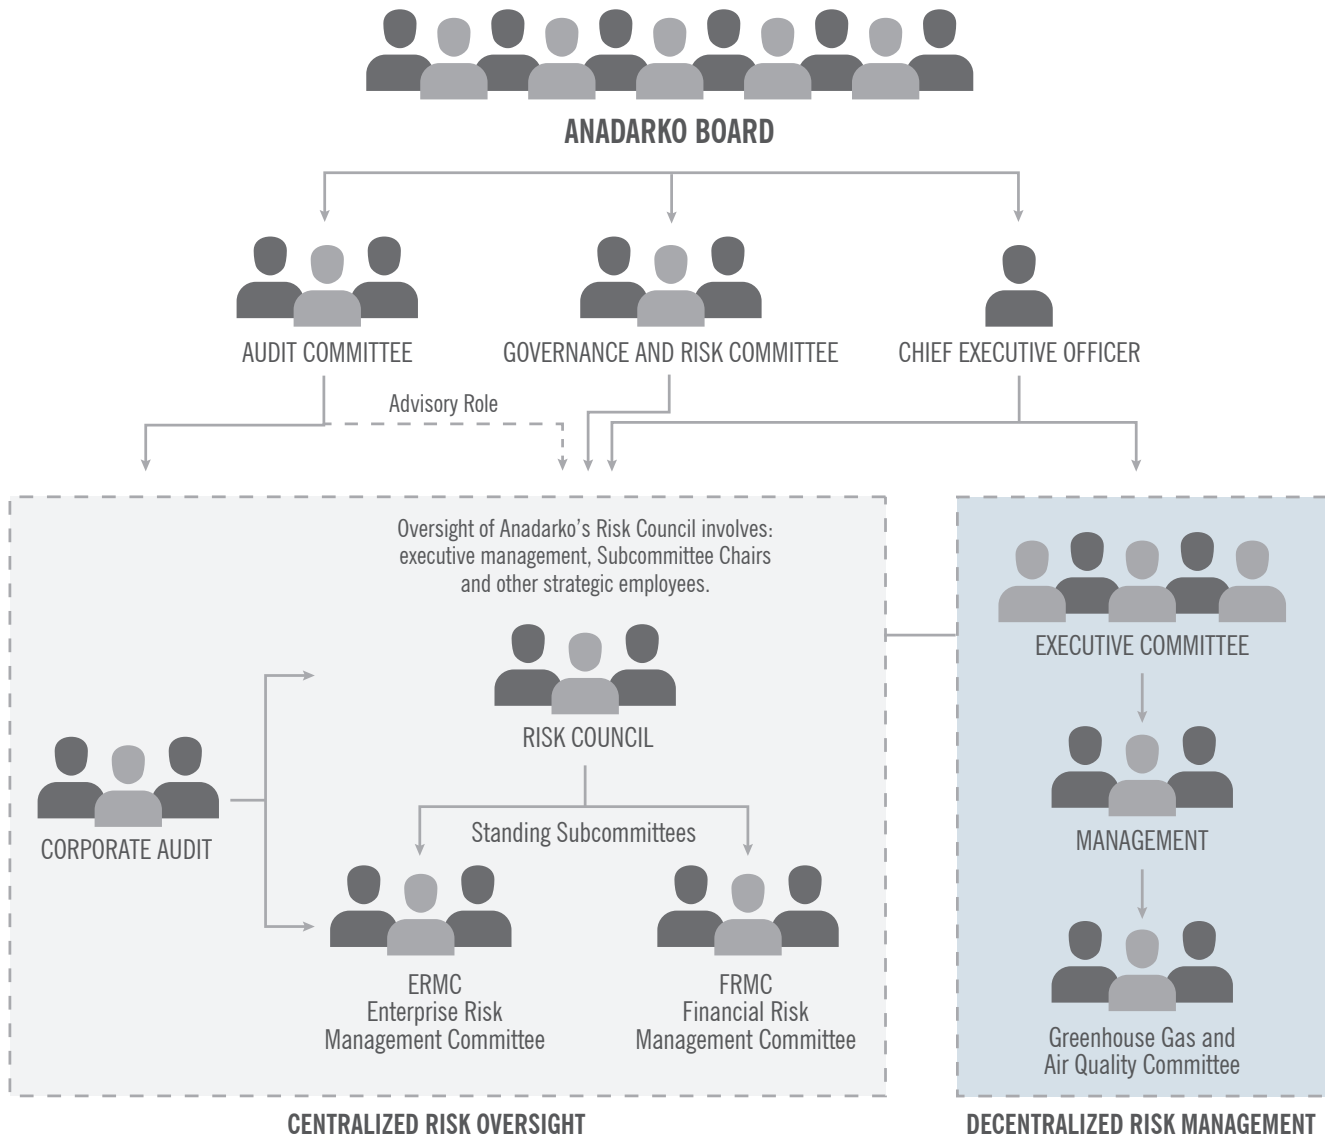 ANADARKO BOARD
AUDIT COMMITTEE
GOVERNANCE AND RISK COMMITTEE
CHIEF EXECUTIVE OFFICER
Advisory Role
Oversight of Anadarko's Risk Council involves:
executive management, Subcommittee Chairs
and other strategic employees.
RISK COUNCIL
Standing Subcommittees
CORPORATE AUDIT
ERMC
Enterprise Risk
Management Committee
FRMC
Financial Risk
Management Committee
CENTRALIZED RISK OVERSIGHT
EXECUTIVE COMMITTEE
MANAGEMENT
Greenhouse Gas and
Air Quality Committee
DECENTRALIZED RISK MANAGEMENT